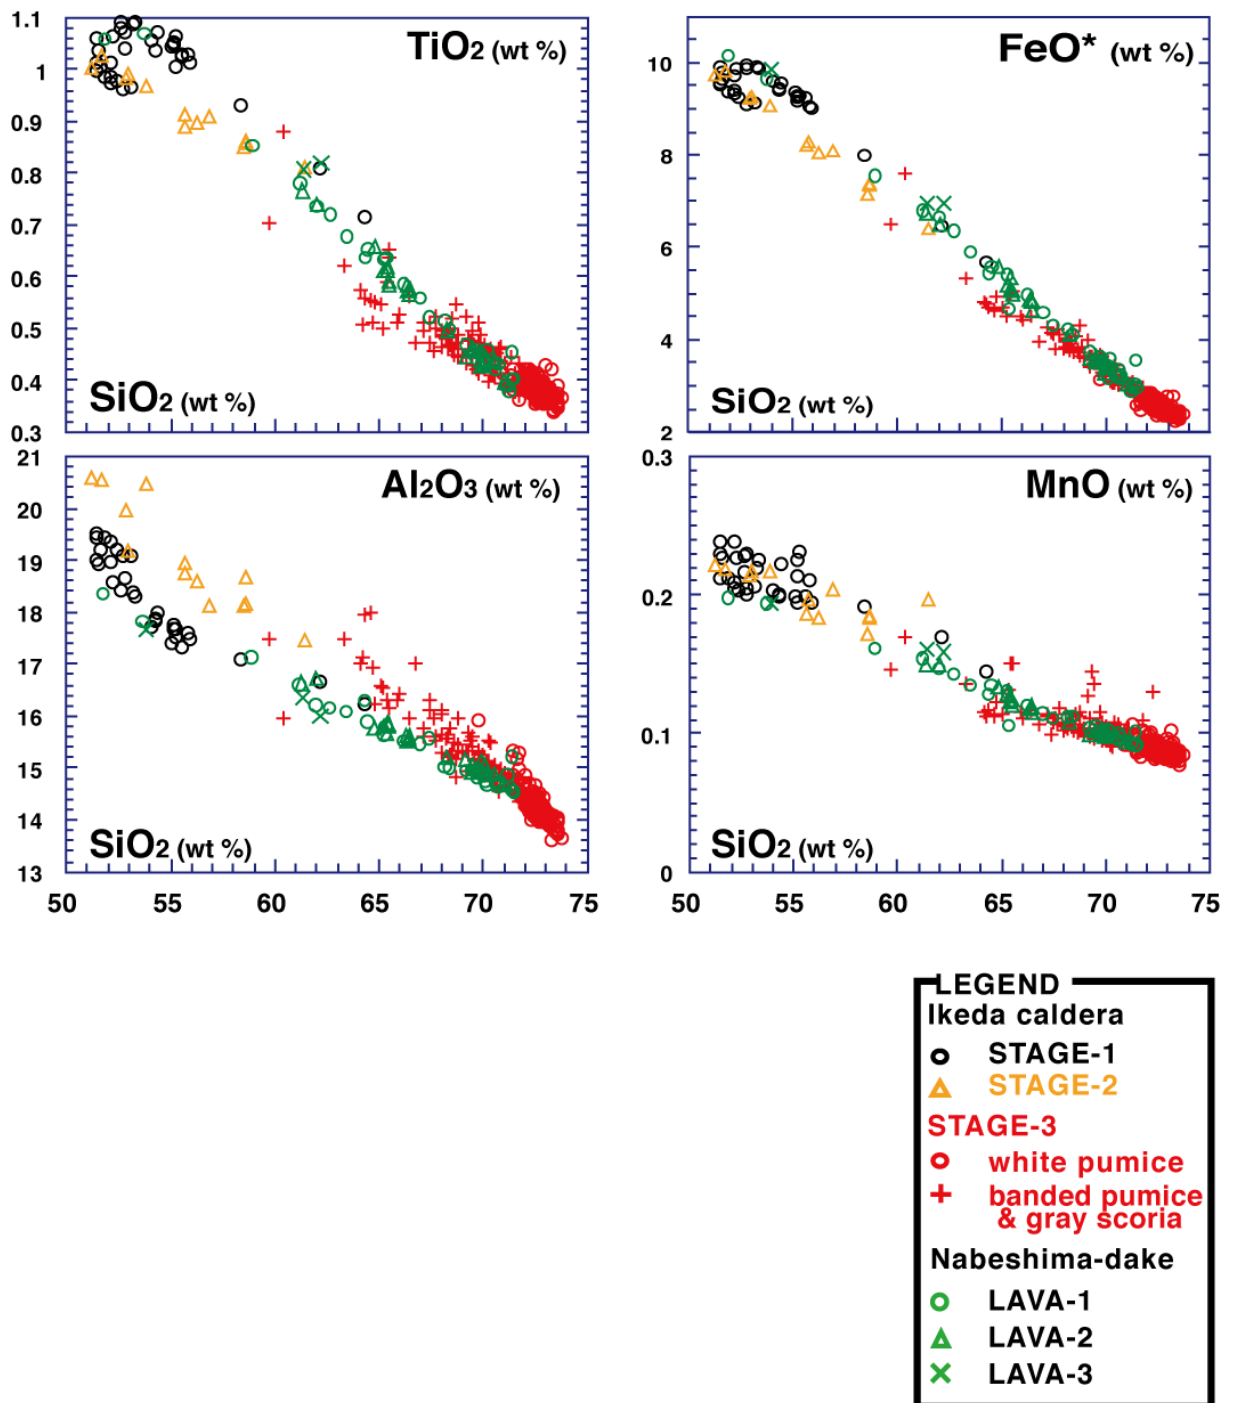 1.1
1
0.9
0.8
0.7
0.6
0.5
0.4
0.3
TiO2 (wt %)
SiO2 (wt %)
10
8
6
4
2
FeO* (wt %)
SiO2 (wt %)
21
20
19
18
17
16
15
14
13
Al2O3 (wt %)
SiO2 (wt %)
50 55 60 65 70 75
0.3
0.2
0.1
0
MnO (wt %)
SiO2 (wt %)
50 55 60 65 70 75
LEGEND
Ikeda caldera
STAGE-1
STAGE-2
STAGE-3
white pumice
banded pumice
& gray scoria
Nabeshima-dake
LAVA-1
LAVA-2
LAVA-3